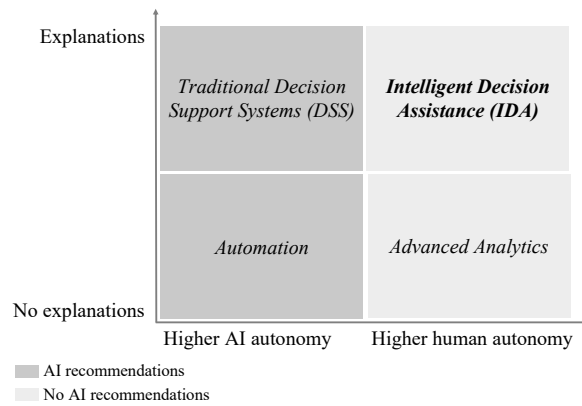 Explanations
Traditional Decision
Support Systems (DSS)
Intelligent Decision
Assistance (IDA)
Automation
Advanced Analytics
No explanations
Higher AI autonomy
Higher human autonomy
AI recommendations
No AI recommendations